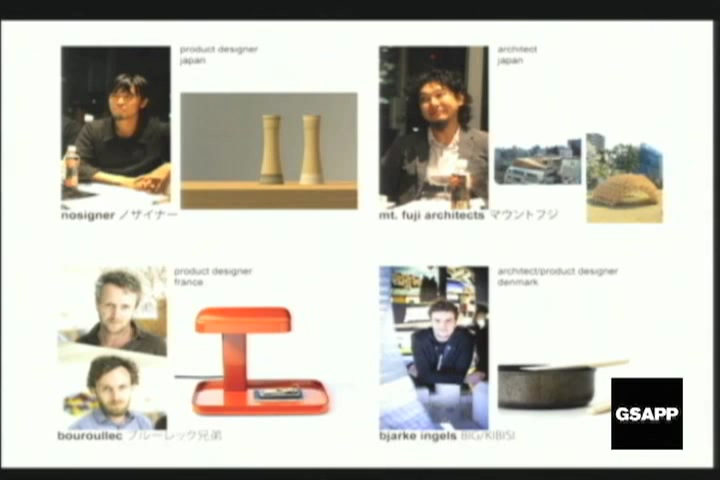 product designer
japan
architect
japan
nosigner ノザイナー
mt. fuji architects マウントフジ
product designer
france
architect/product designer
denmark
bouroullec ブルーレック兄弟
bjarke ingels BIG/KIBISI
GSAPP